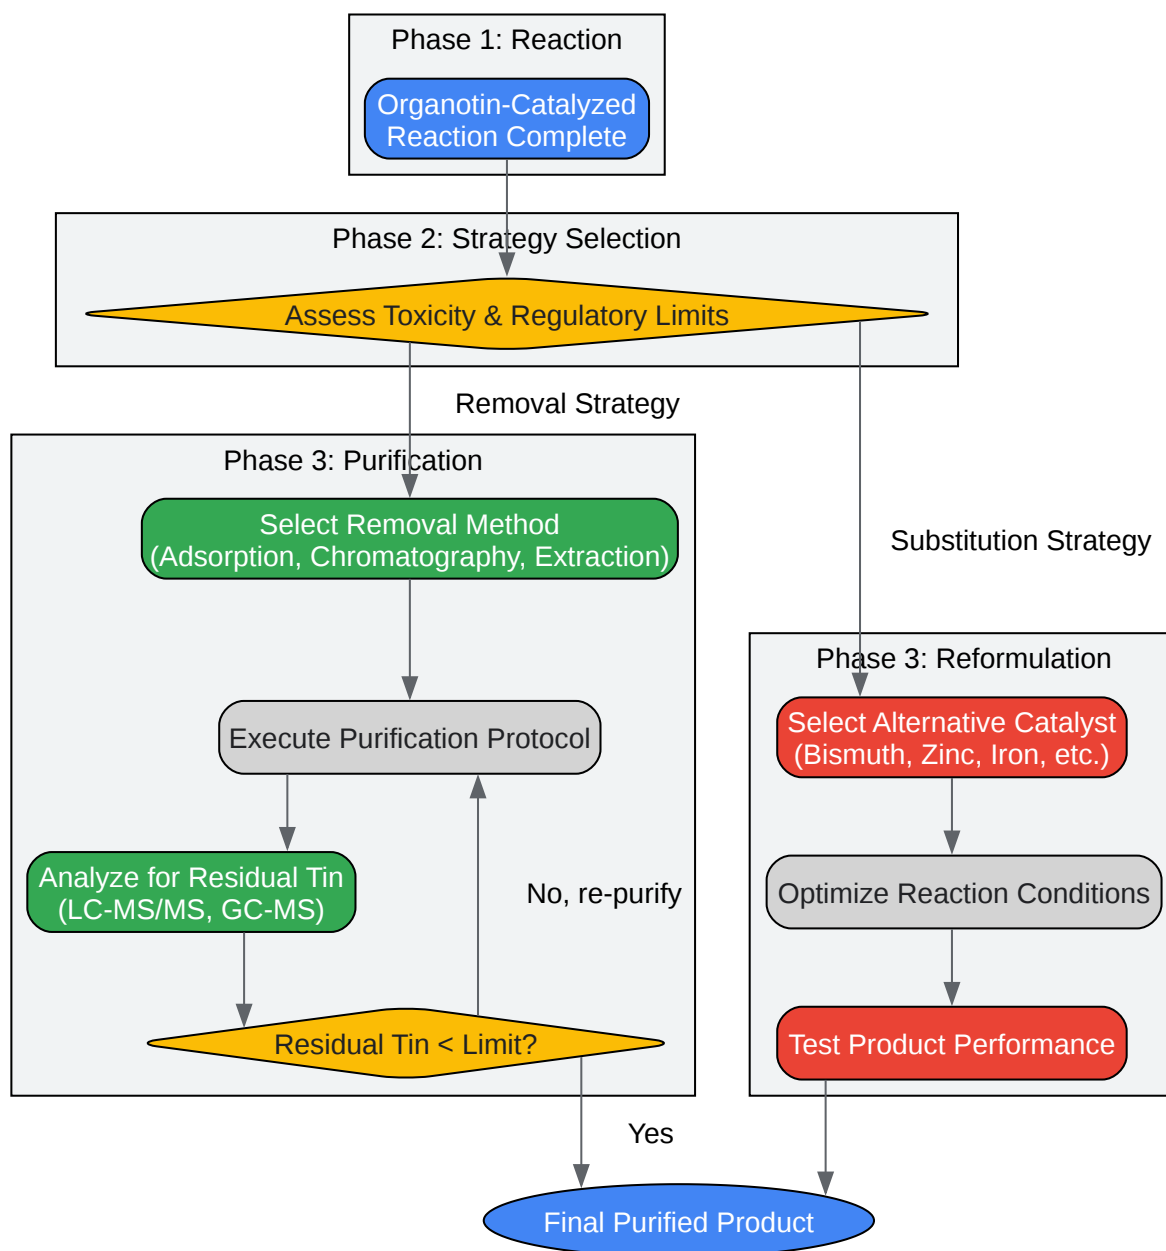 Phase 1: Reaction
Organotin-Catalyzed
Reaction Complete
Phase 2: Strategy Selection
Assess Toxicity & Regulatory Limits
Removal Strategy
Substitution Strategy
Phase 3: Purification
Select Removal Method
(Adsorption, Chromatography, Extraction)
Execute Purification Protocol
Analyze for Residual Tin
(LC-MS/MS, GC-MS)
No, re-purify
Residual Tin < Limit?
Yes
Phase 3: Reformulation
Select Alternative Catalyst
(Bismuth, Zinc, Iron, etc.)
Optimize Reaction Conditions
Test Product Performance
Final Purified Product